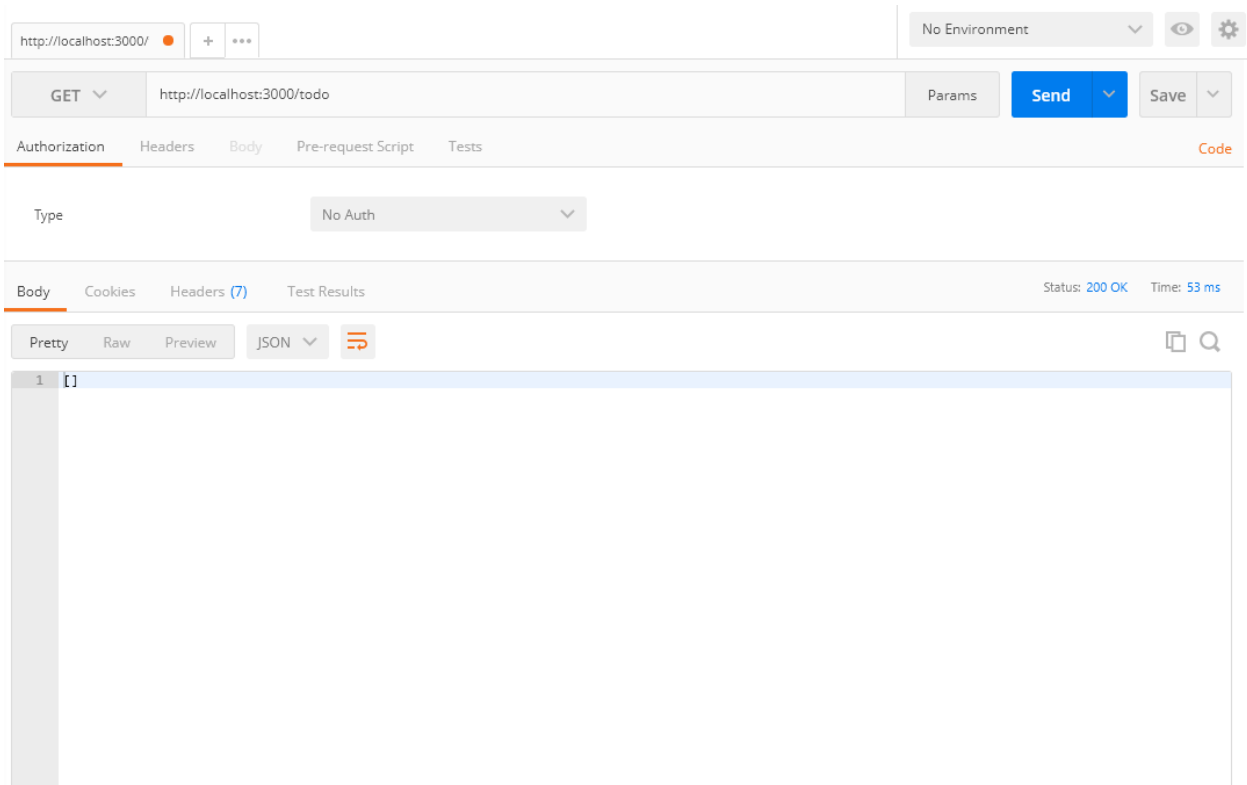 http://localhost:3000/ + ••• No Environment
GET http://localhost:3000/todo Params Send Save
Authorization Headers Body Pre-request Script Tests Code
Type No Auth
Body Cookies Headers (7) Test Results Status: 200 OK Time: 53 ms
Pretty Raw Preview JSON
1 []